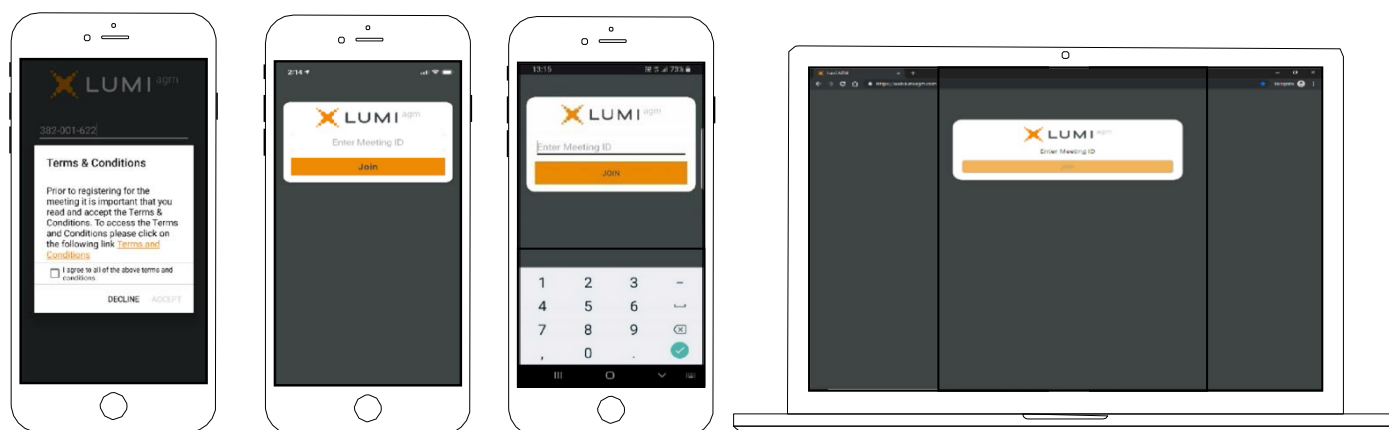 LUMI agm
382-001-622
Terms & Conditions
Prior to registering for the
meeting it is important that you
read and accept the Terms &
Conditions. To access the Terms
and Conditions please click on
the following link Terms and
Conditions
I agree to all of the above terms and
conditions
DECLINE ACCEPT
2:14
LUMI agm
Enter Meeting ID
Join
13:15
73%
LUMI agm
Enter Meeting ID
JOIN
1 2 3 -
4 5 6
7 8 9
, 0 .
LUMI agm
Enter Meeting ID